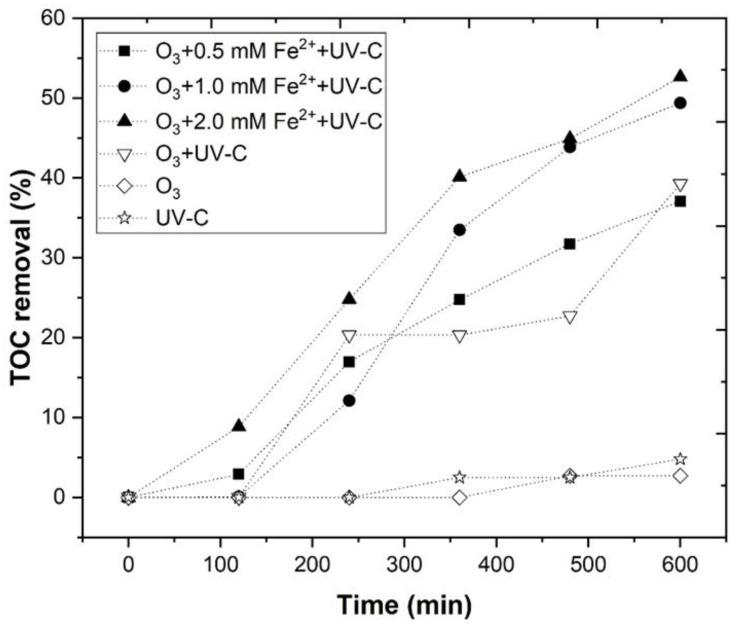 60
50
40
30
20
10
0
TOC removal (%)
O₃+0.5 mM Fe²⁺+UV-C
O₃+1.0 mM Fe²⁺+UV-C
O₃+2.0 mM Fe²⁺+UV-C
O₃+UV-C
O₃
UV-C
0 100 200 300 400 500 600
Time (min)